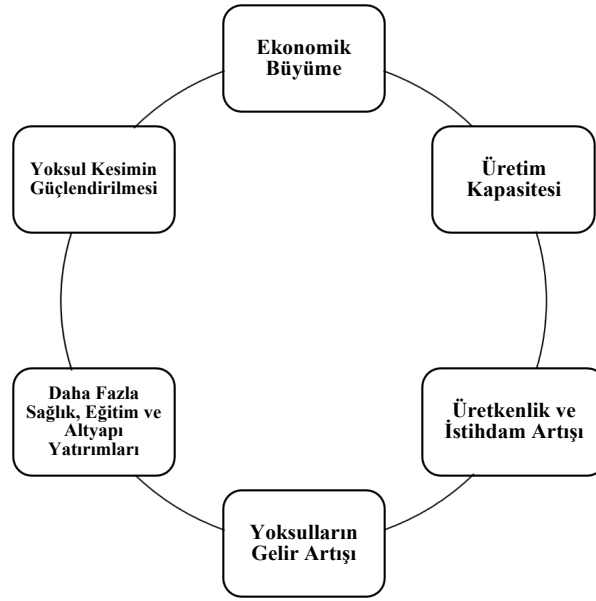 Ekonomik
Büyüme
Üretim
Kapasitesi
Üretkenlik ve
İstihdam Artışı
Yoksulların
Gelir Artışı
Daha Fazla
Sağlık, Eğitim ve
Altyapı
Yatırımları
Yoksul Kesimin
Güçlendirilmesi